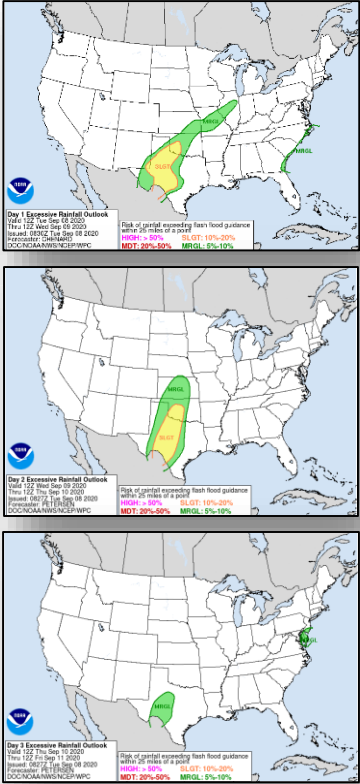 MRGL
SLGT
MRGL
NOAA
Day 1 Excessive Rainfall Outlook
Valid 12Z Tue Sep 08 2020
Thru 12Z Wed Sep 09 2020
Issued: 0830Z Tue Sep 08 2020
Forecaster: CHENARD
DOC/NOAA/NWS/NCEP/WPC
Risk of rainfall exceeding flash flood guidance
within 25 miles of a point
HIGH: > 50% SLGT: 10%-20%
MDT: 20%-50% MRGL: 5%-10%
MRGL
SLGT
NOAA
Day 2 Excessive Rainfall Outlook
Valid 12Z Wed Sep 09 2020
Thru 12Z Thu Sep 10 2020
Issued: 0827Z Tue Sep 08 2020
Forecaster: PETERSEN
DOC/NOAA/NWS/NCEP/WPC
Risk of rainfall exceeding flash flood guidance
within 25 miles of a point
HIGH: > 50% SLGT: 10%-20%
MDT: 20%-50% MRGL: 5%-10%
MRGL
MRGL
NOAA
Day 3 Excessive Rainfall Outlook
Valid 12Z Thu Sep 10 2020
Thru 12Z Fri Sep 11 2020
Issued: 0827Z Tue Sep 08 2020
Forecaster: PETERSEN
DOC/NOAA/NWS/NCEP/WPC
Risk of rainfall exceeding flash flood guidance
within 25 miles of a point
HIGH: > 50% SLGT: 10%-20%
MDT: 20%-50% MRGL: 5%-10%